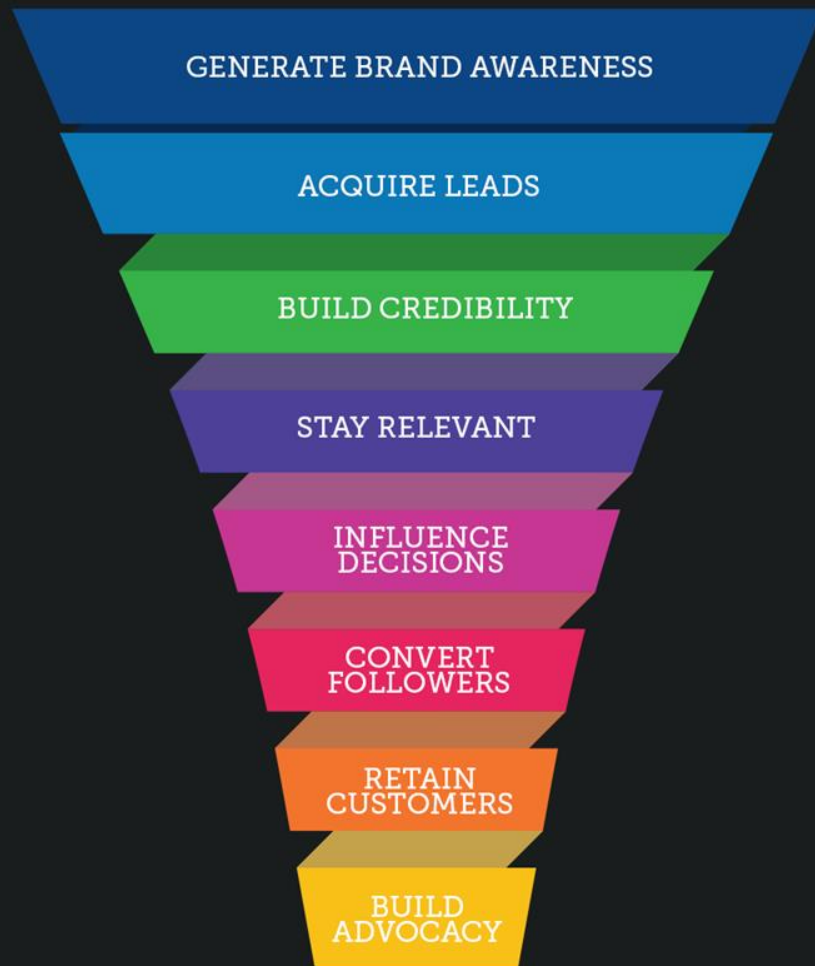 GENERATE BRAND AWARENESS
ACQUIRE LEADS
BUILD CREDIBILITY
STAY RELEVANT
INFLUENCE
DECISIONS
CONVERT
FOLLOWERS
RETAIN
CUSTOMERS
BUILD
ADVOCACY